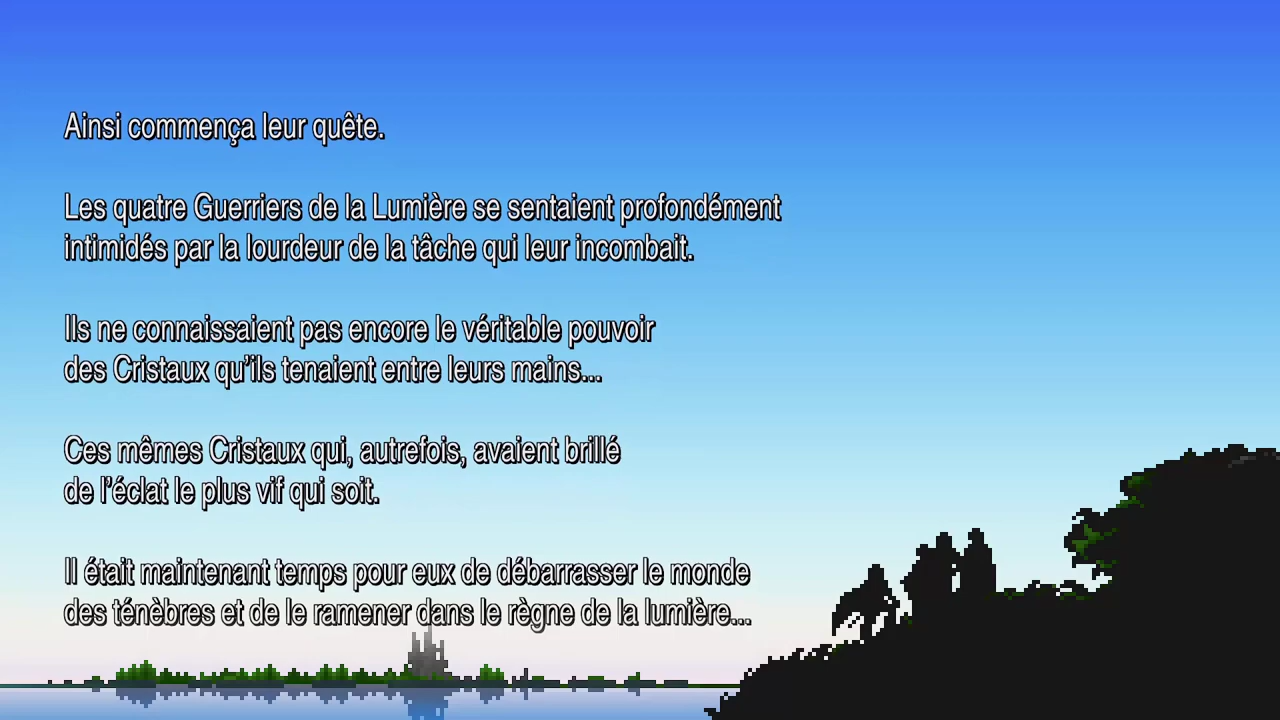 Ainsi commença leur quête.
Les quatre Guerriers de la Lumière se sentaient profondément
intimidés par la lourdeur de la tâche qui leur incombait.
Ils ne connaissaient pas encore le véritable pouvoir
des Cristaux qu'ils tenaient entre leurs mains...
Ces mêmes Cristaux qui, autrefois, avaient brillé
de l'éclat le plus vif qui soit.
Il était maintenant temps pour eux de débarrasser le monde
des ténèbres et de le ramener dans le règne de la lumière...